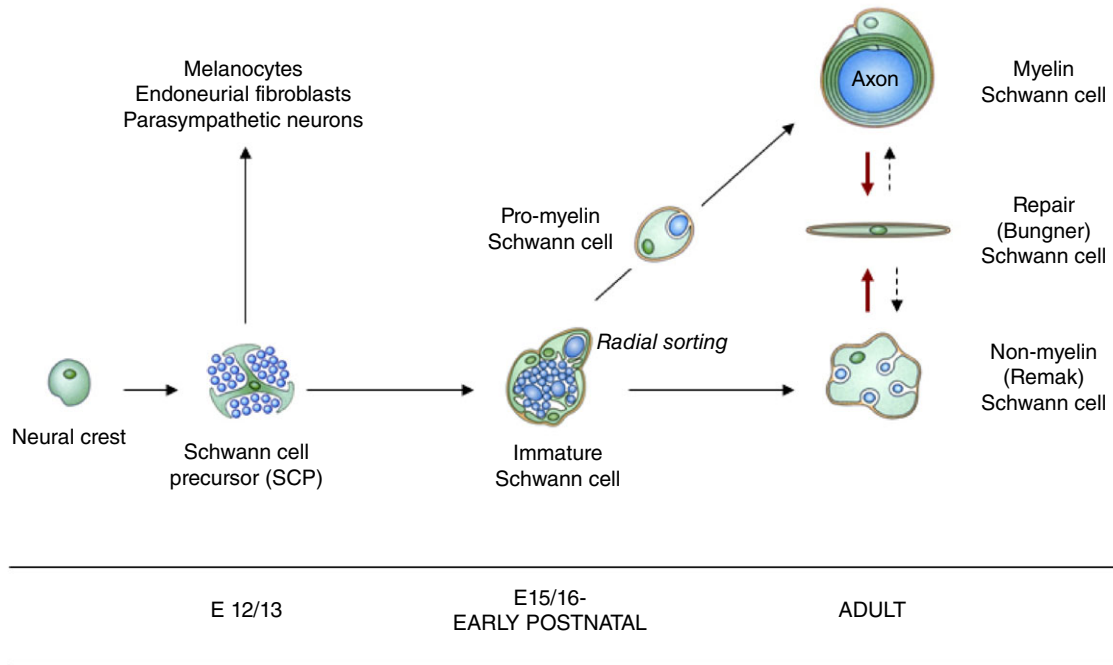 Melanocytes
Endoneurial fibroblasts
Parasympathetic neurons
Axon
Myelin
Schwann cell
Pro-myelin
Schwann cell
Repair
(Bungner)
Schwann cell
Radial sorting
Non-myelin
(Remak)
Schwann cell
Neural crest
Schwann cell
precursor (SCP)
Immature
Schwann cell
E 12/13
E15/16-
EARLY POSTNATAL
ADULT